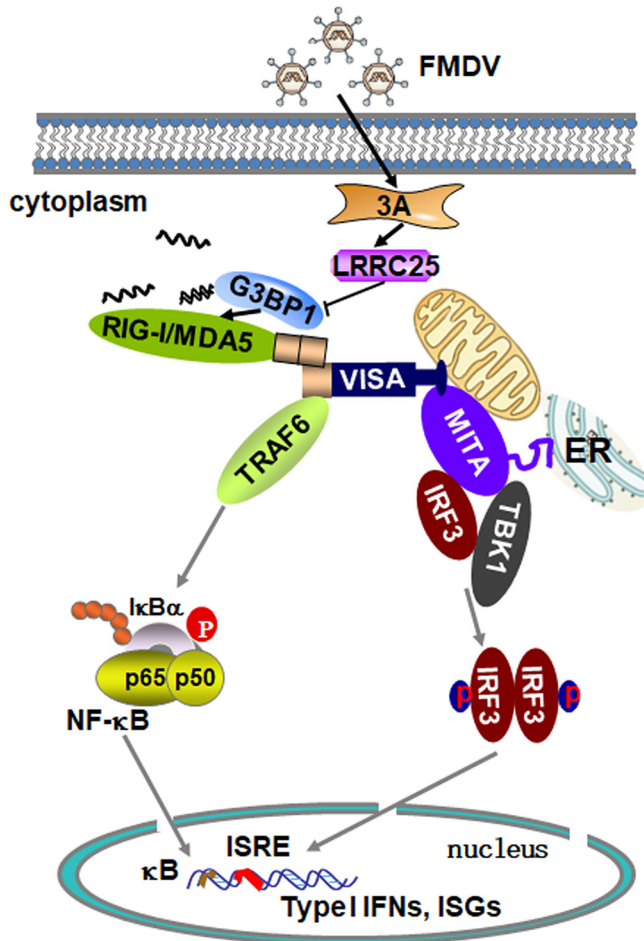 FMDV
cytoplasm
3A
LRRC25
G3BP1
RIG-I/MDA5
VISA
MITA
ER
TRAF6
IRF3
TBK1
IκBα
P
p65 p50
NF-κB
p
IRF3
IRF3
p
ISRE
nucleus
κB
TypeI IFNs, ISGs